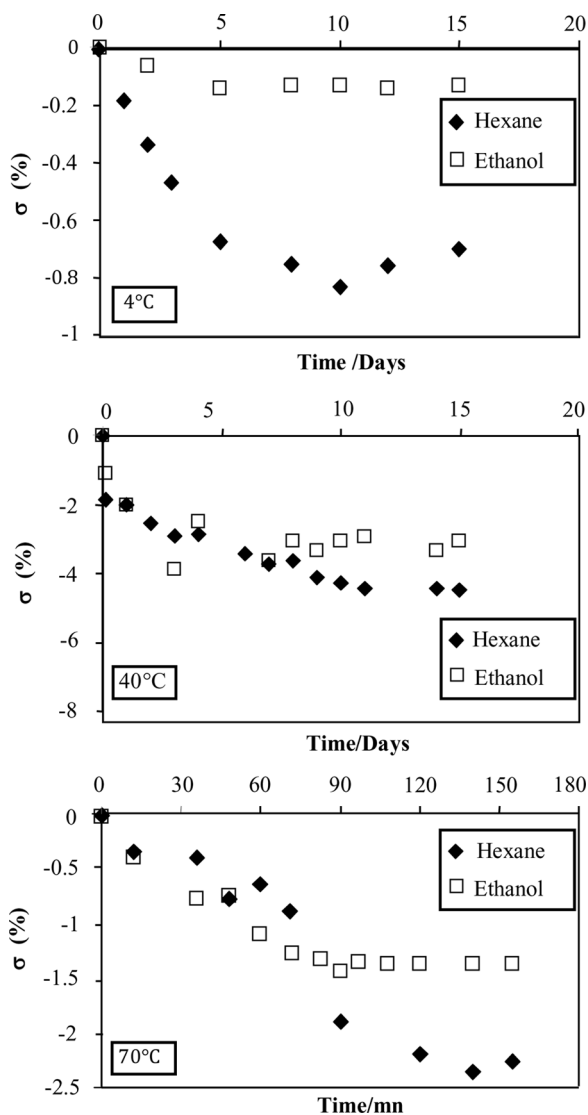 0 5 10 15 20
0
-0.2
-0.4
-0.6
-0.8
-1
σ (%)
Hexane
Ethanol
4°C
Time /Days
0 5 10 15 20
0
-2
-4
-6
-8
σ (%)
Hexane
Ethanol
40°C
Time/Days
0 30 60 90 120 150 180
0
-0.5
-1
-1.5
-2
-2.5
σ (%)
Hexane
Ethanol
70°C
Time/mn